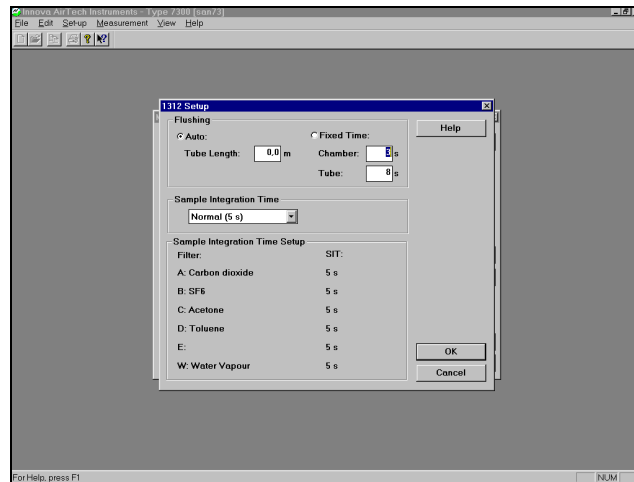 Innova AirTech Instruments - Type 7300 [san73]
File Edit Set-up Measurement View Help
1312 Setup
Flushing
Auto: Fixed Time: Help
Tube Length: 0,0 m Chamber: 3 s
Tube: 8 s
Sample Integration Time
Normal (5 s)
Sample Integration Time Setup
Filter: SIT:
A: Carbon dioxide 5 s
B: SF6 5 s
C: Acetone 5 s
D: Toluene 5 s
E: 5 s
OK
W: Water Vapour 5 s
Cancel
For Help, press F1 NUM